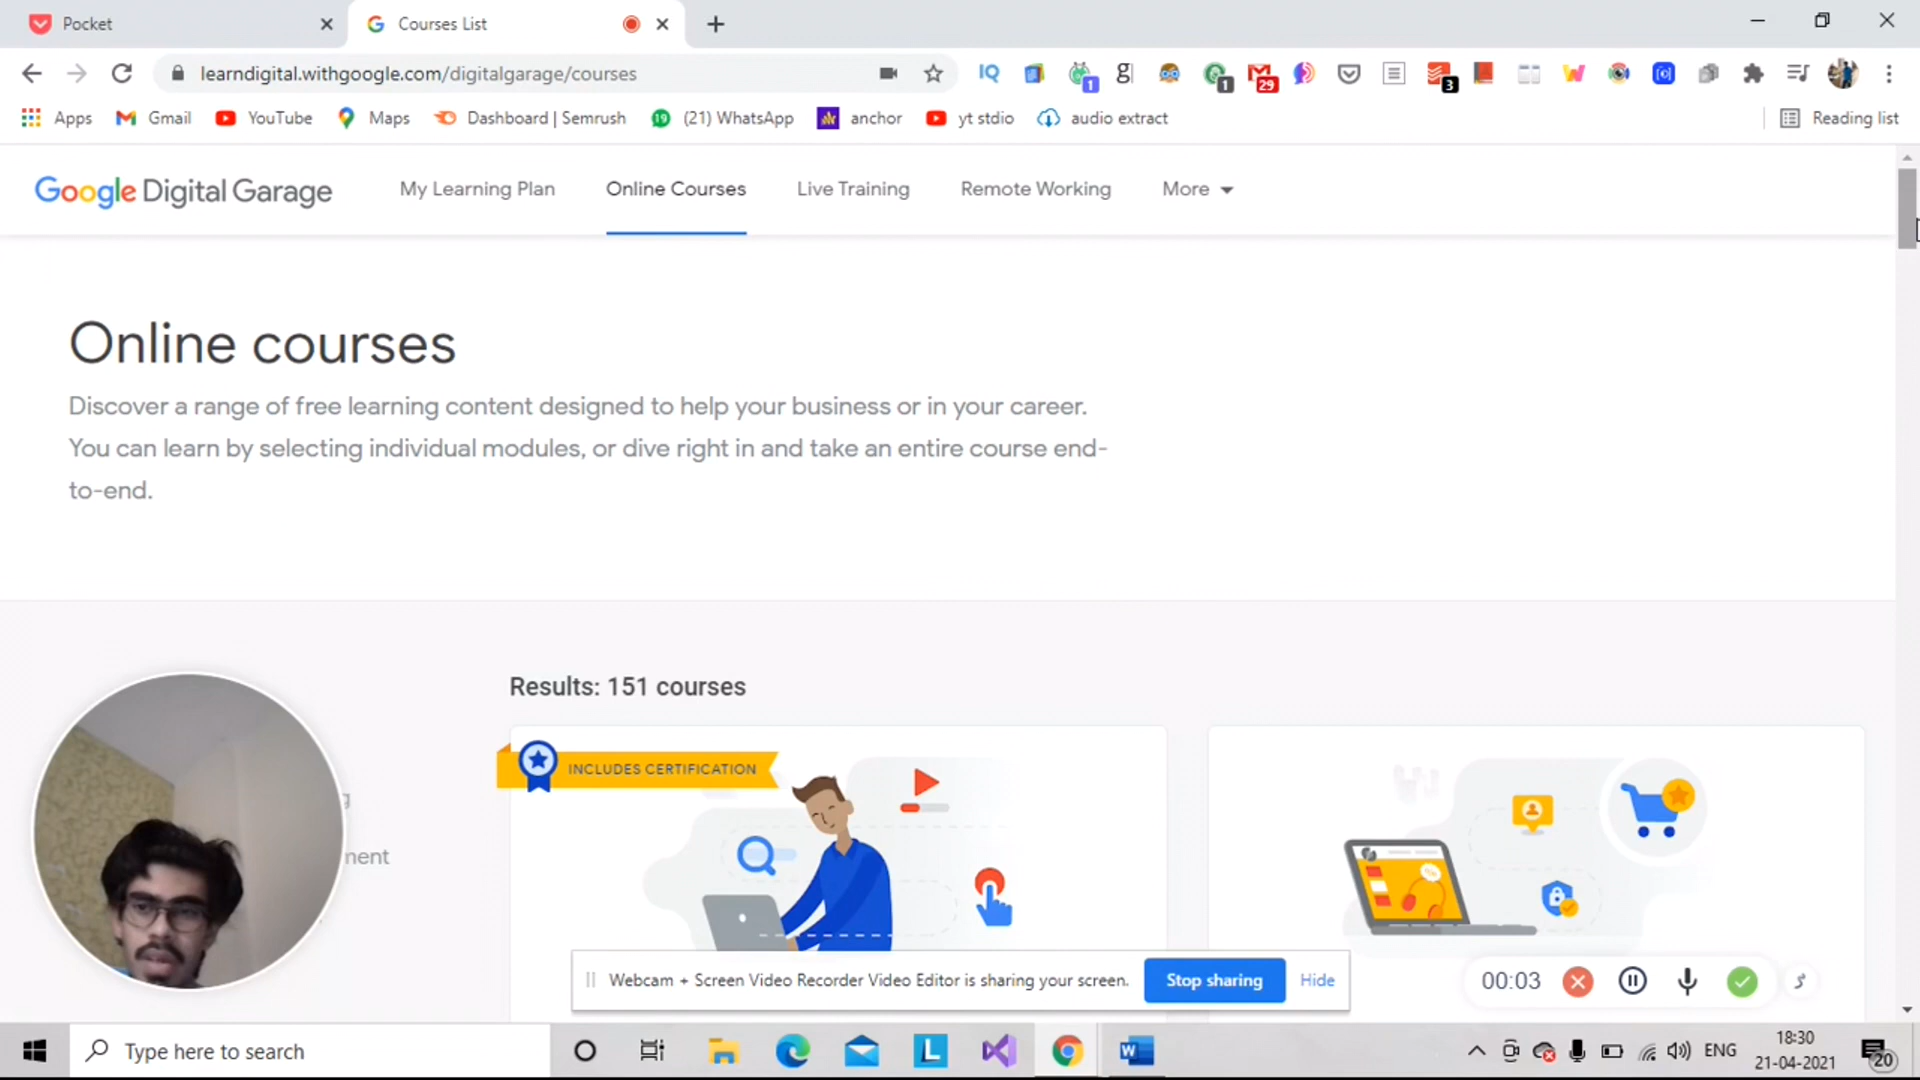 Pocket
Courses List
learndigital.withgoogle.com/digitalgarage/courses
IQ
1
g
1
29
3
Apps
Gmail
YouTube
Maps
Dashboard | Semrush
19
(21) WhatsApp
anchor
yt stdio
audio extract
Reading list
Google Digital Garage
My Learning Plan
Online Courses
Live Training
Remote Working
More
Online courses
Discover a range of free learning content designed to help your business or in your career.
You can learn by selecting individual modules, or dive right in and take an entire course end-
to-end.
Results: 151 courses
INCLUDES CERTIFICATION
nent
Webcam + Screen Video Recorder Video Editor is sharing your screen.
Stop sharing
Hide
00:03
Type here to search
L
W
ENG
18:30
21-04-2021
20